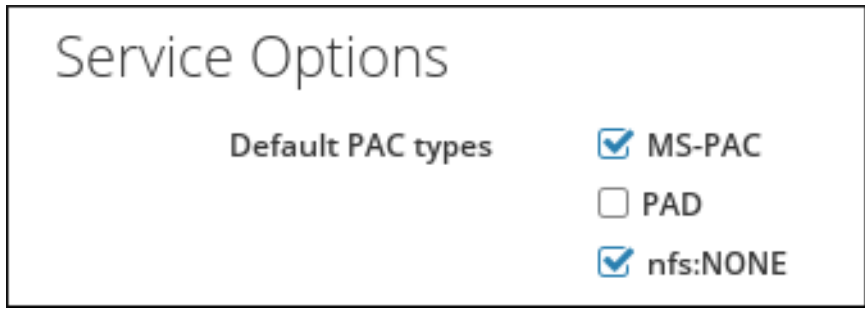 Service Options
Default PAC types MS-PAC
PAD
nfs:NONE